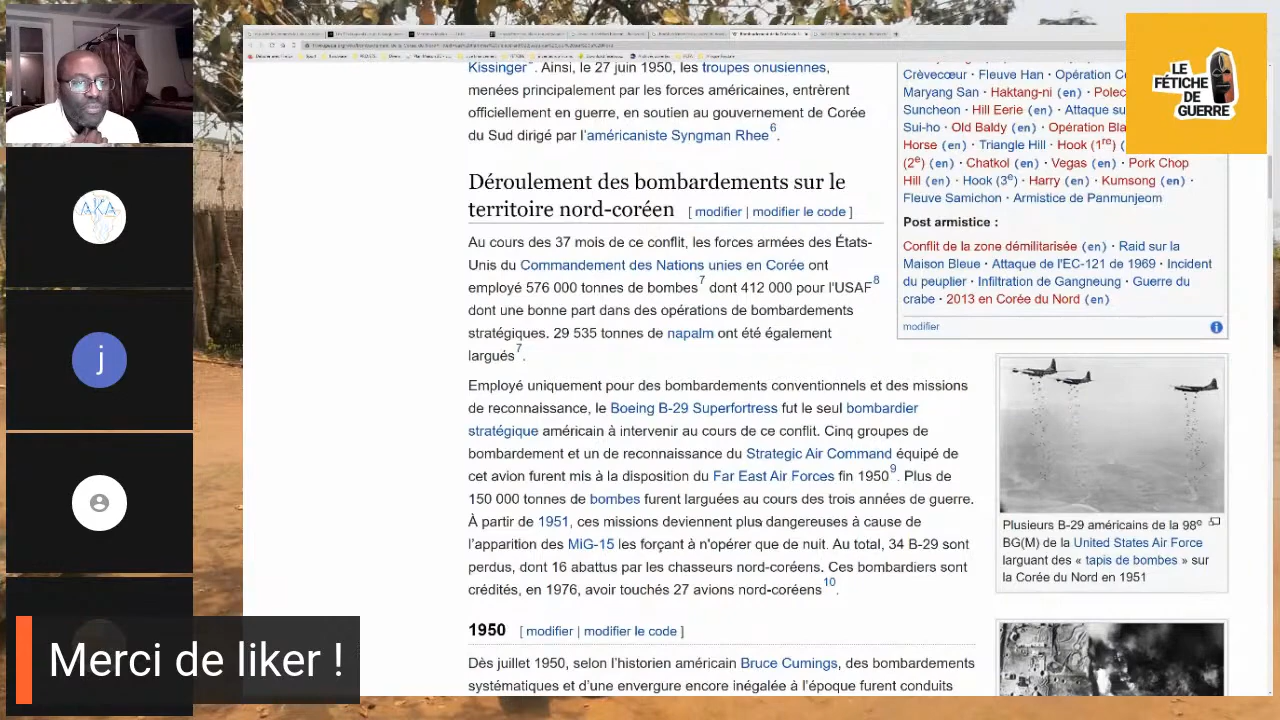 LE
FÉTICHE
DE
GUERRE
Kissinger". Ainsi, le 27 juin 1950, les troupes onusiennes,
menées principalement par les forces américaines, entrèrent
officiellement en guerre, en soutien au gouvernement de Corée
du Sud dirigé par l'américaniste Syngman Rhee6.
Déroulement des bombardements sur le
territoire nord-coréen [ modifier | modifier le code ]
Au cours des 37 mois de ce conflit, les forces armées des États-
Unis du Commandement des Nations unies en Corée ont
employé 576 000 tonnes de bombes7 dont 412 000 pour l'USAF8
dont une bonne part dans des opérations de bombardements
stratégiques. 29 535 tonnes de napalm ont été également
largués7.
Employé uniquement pour des bombardements conventionnels et des missions
de reconnaissance, le Boeing B-29 Superfortress fut le seul bombardier
stratégique américain à intervenir au cours de ce conflit. Cinq groupes de
bombardement et un de reconnaissance du Strategic Air Command équipé de
cet avion furent mis à la disposition du Far East Air Forces fin 19509. Plus de
150 000 tonnes de bombes furent larguées au cours des trois années de guerre.
À partir de 1951, ces missions deviennent plus dangereuses à cause de
l'apparition des MiG-15 les forçant à n'opérer que de nuit. Au total, 34 B-29 sont
perdus, dont 16 abattus par les chasseurs nord-coréens. Ces bombardiers sont
crédités, en 1976, avoir touchés 27 avions nord-coréens10.
1950 [ modifier | modifier le code ]
Dès juillet 1950, selon l'historien américain Bruce Cumings, des bombardements
systématiques et d'une envergure encore inégalée à l'époque furent conduits
Crèvecœur · Fleuve Han · Opération C
Maryang San · Haktang-ni (en) · Polec
Suncheon · Hill Eerie (en) · Attaque su
Sui-ho · Old Baldy (en) · Opération Bla
Horse (en) · Triangle Hill · Hook (1re)
(2e) (en) · Chatkol (en) · Vegas (en) · Pork Chop
Hill (en) · Hook (3e) · Harry (en) · Kumsong (en) ·
Fleuve Samichon · Armistice de Panmunjeom
Post armistice :
Conflit de la zone démilitarisée (en) · Raid sur la
Maison Bleue · Attaque de l'EC-121 de 1969 · Incident
du peuplier · Infiltration de Gangneung · Guerre du
crabe · 2013 en Corée du Nord (en)
modifier
Plusieurs B-29 américains de la 98e
BG(M) de la United States Air Force
larguant des « tapis de bombes » sur
la Corée du Nord en 1951
AKA
j
Merci de liker !